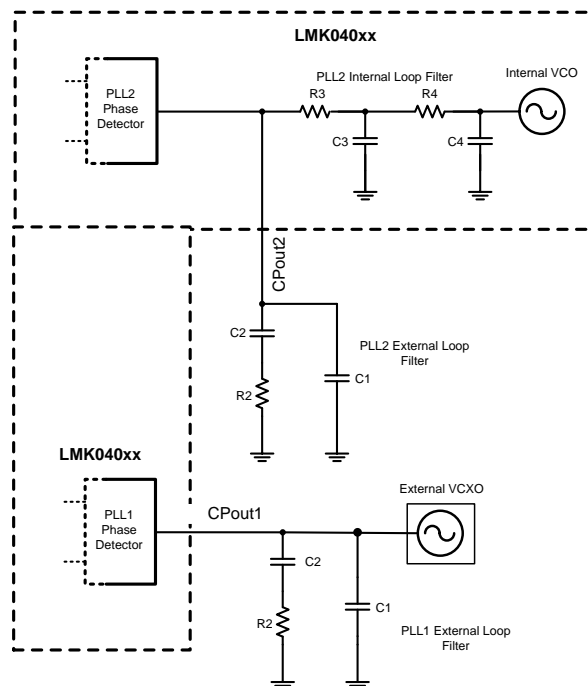 LMK040xx
PLL2
Phase
Detector
PLL2 Internal Loop Filter
Internal VCO
R3
R4
C3
C4
CPout2
C2
R2
C1
PLL2 External Loop
Filter
LMK040xx
PLL1
Phase
Detector
CPout1
External VCXO
C2
R2
C1
PLL1 External Loop
Filter